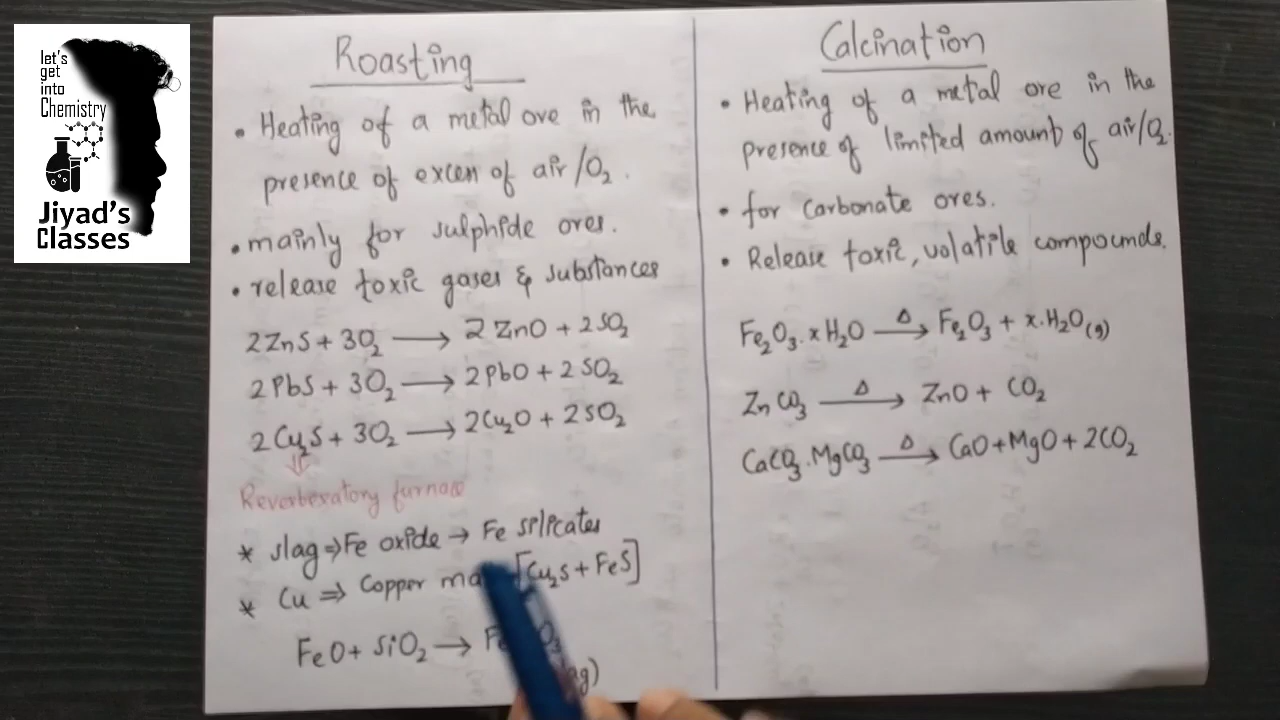 let's
get
into
Chemistry
Jiyad's
Classes
Roasting
• Heating of a metal ore in the
presence of excess of air/O₂.
• mainly for sulphide ores.
• release toxic gases & substances
2ZnS + 3O₂ ⟶ 2ZnO + 2SO₂
2PbS + 3O₂ ⟶ 2PbO + 2SO₂
2Cu₂S + 3O₂ ⟶ 2Cu₂O + 2SO₂
⇓
Reverberatory furnace
* slag ⇒ Fe oxide → Fe silicates
* Cu ⇒ Copper [Cu₂S + FeS]
FeO + SiO₂ ⟶
Calcination
• Heating of a metal ore in the
presence of limited amount of air/O₂.
• for carbonate ores.
• Release toxic, volatile compounds.
Fe₂O₃.xH₂O –Δ→ Fe₂O₃ + x.H₂O(g)
ZnCO₃ –Δ→ ZnO + CO₂
CaCO₃.MgCO₃ –Δ→ CaO + MgO + 2CO₂